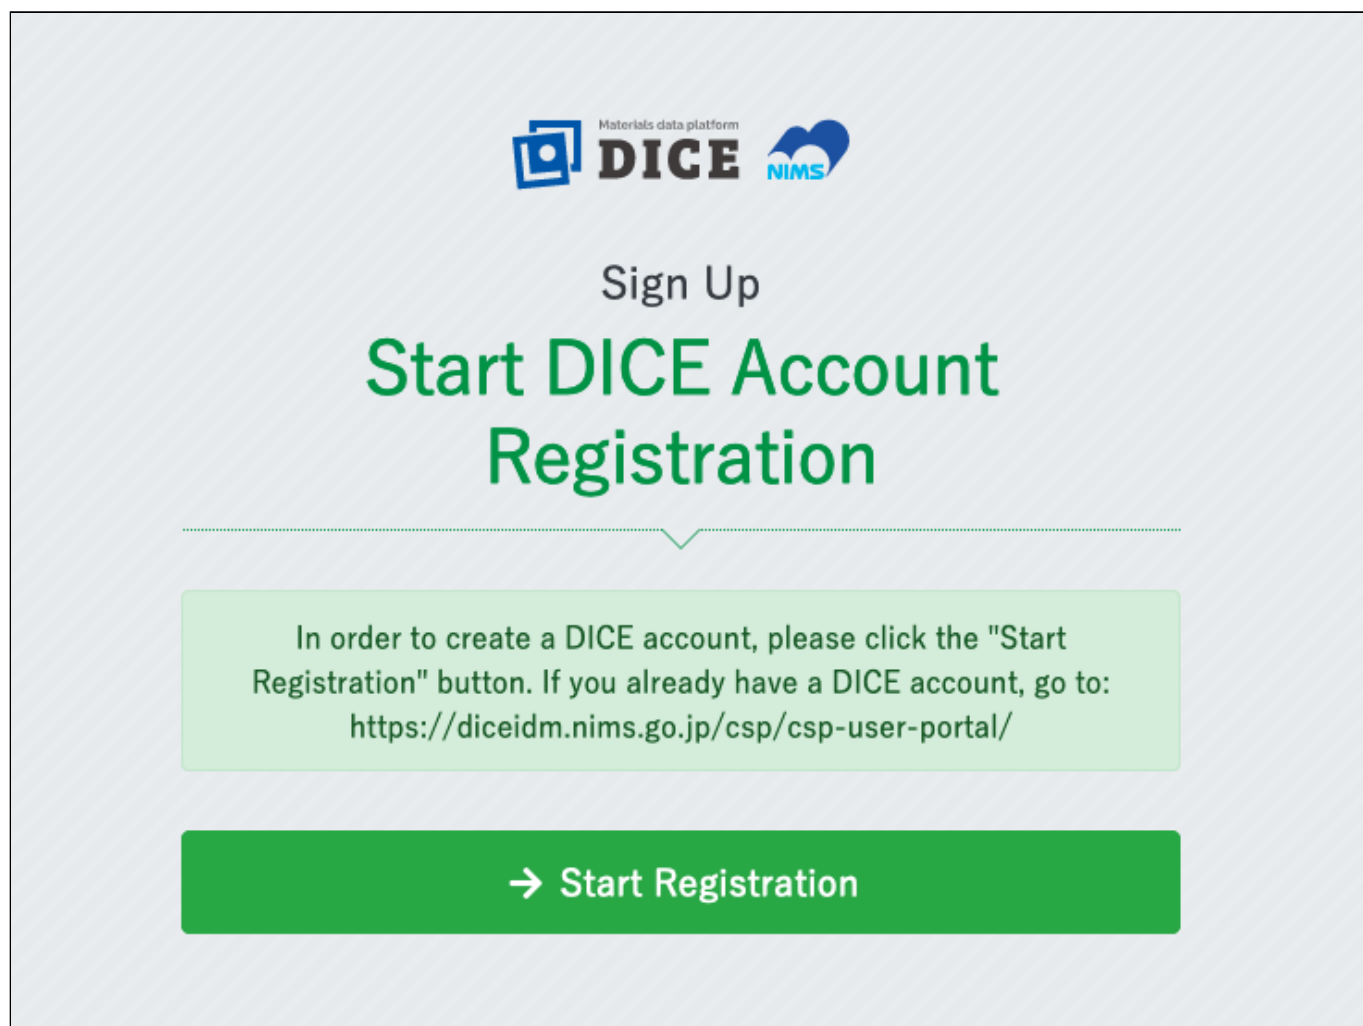 Materials data platform
DICE
NIMS
Sign Up
Start DICE Account
Registration
In order to create a DICE account, please click the "Start
Registration" button. If you already have a DICE account, go to:
https://diceidm.nims.go.jp/csp/csp-user-portal/
Start Registration